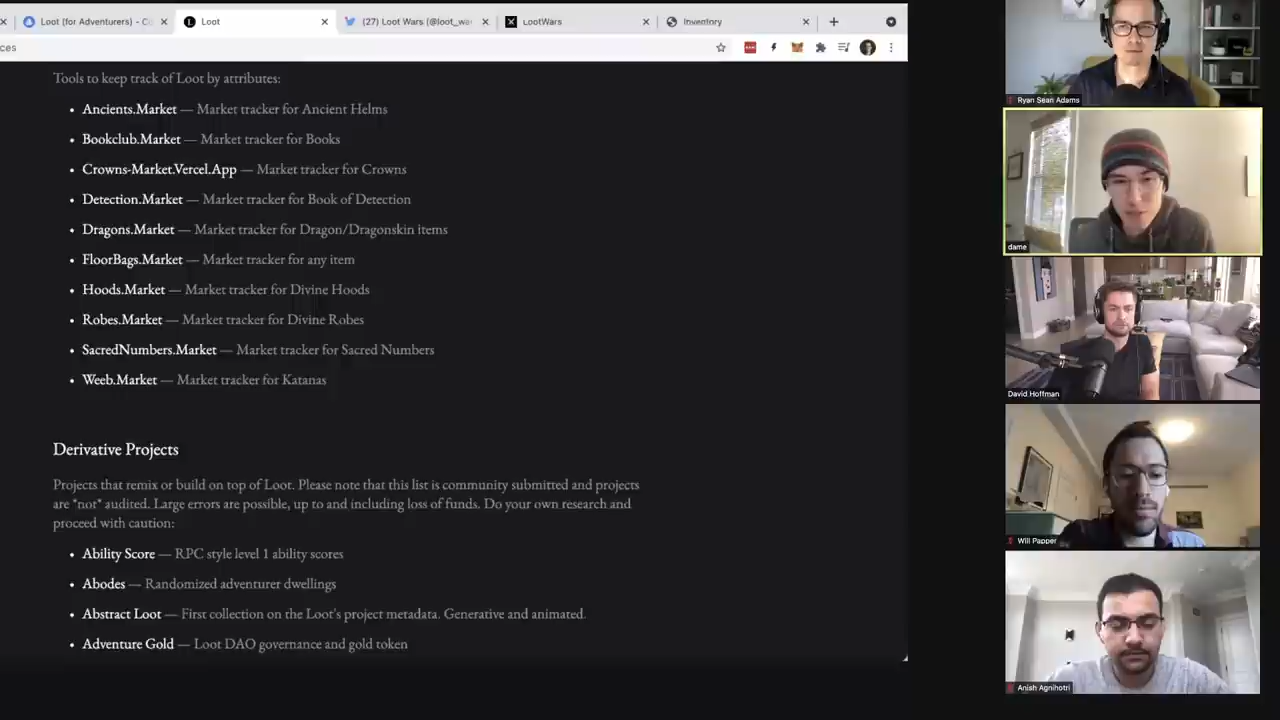 Loot (for Adventurers) - Co
Loot
(27) Loot Wars (@loot_wa
LootWars
Inventory
ces
Tools to keep track of Loot by attributes:
• Ancients.Market — Market tracker for Ancient Helms
• Bookclub.Market — Market tracker for Books
• Crowns-Market.Vercel.App — Market tracker for Crowns
• Detection.Market — Market tracker for Book of Detection
• Dragons.Market — Market tracker for Dragon/Dragonskin items
• FloorBags.Market — Market tracker for any item
• Hoods.Market — Market tracker for Divine Hoods
• Robes.Market — Market tracker for Divine Robes
• SacredNumbers.Market — Market tracker for Sacred Numbers
• Weeb.Market — Market tracker for Katanas
Derivative Projects
Projects that remix or build on top of Loot. Please note that this list is community submitted and projects
are *not* audited. Large errors are possible, up to and including loss of funds. Do your own research and
proceed with caution:
• Ability Score — RPC style level 1 ability scores
• Abodes — Randomized adventurer dwellings
• Abstract Loot — First collection on the Loot's project metadata. Generative and animated.
• Adventure Gold — Loot DAO governance and gold token
Ryan Sean Adams
dame
David Hoffman
Will Papper
Anish Agnihotri